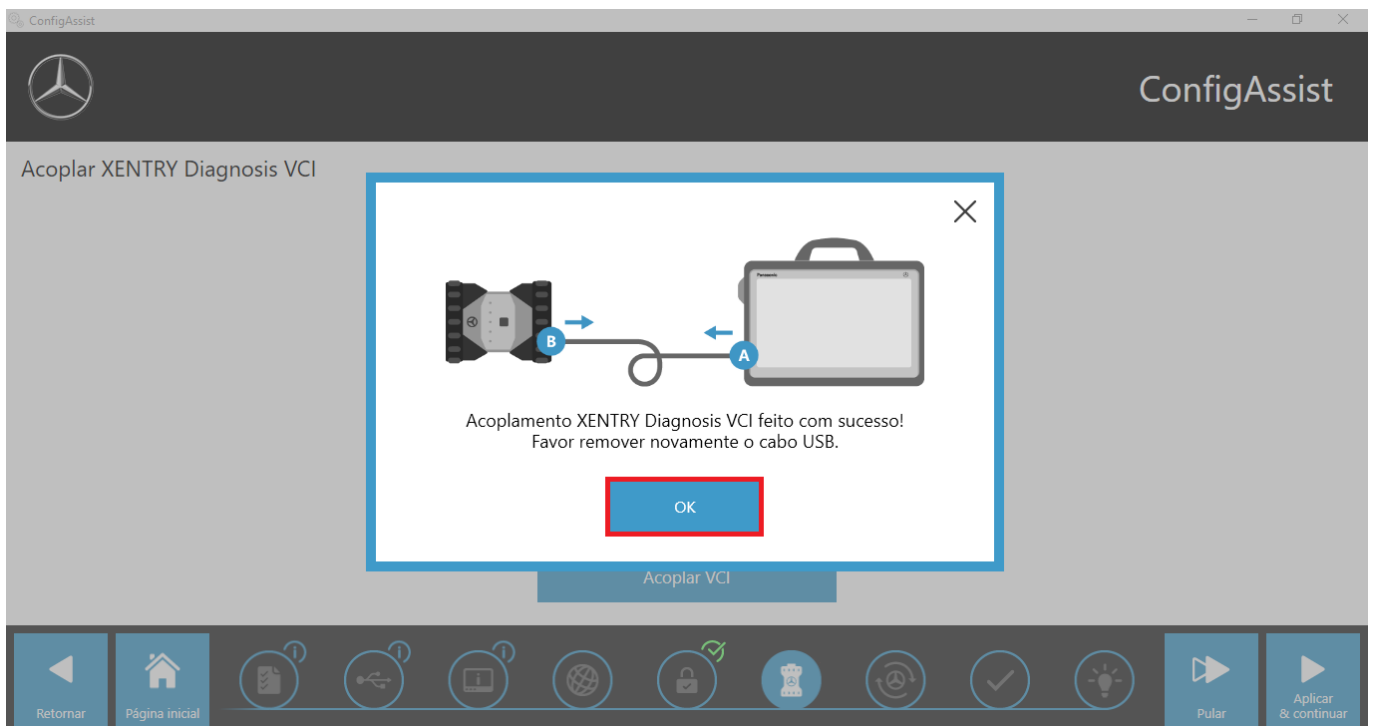 ConfigAssist
ConfigAssist
Acoplar XENTRY Diagnosis VCI
Panasonic
B
A
Acoplamento XENTRY Diagnosis VCI feito com sucesso!
Favor remover novamente o cabo USB.
OK
Acoplar VCI
Retornar
Página inicial
Pular
Aplicar
& continuar